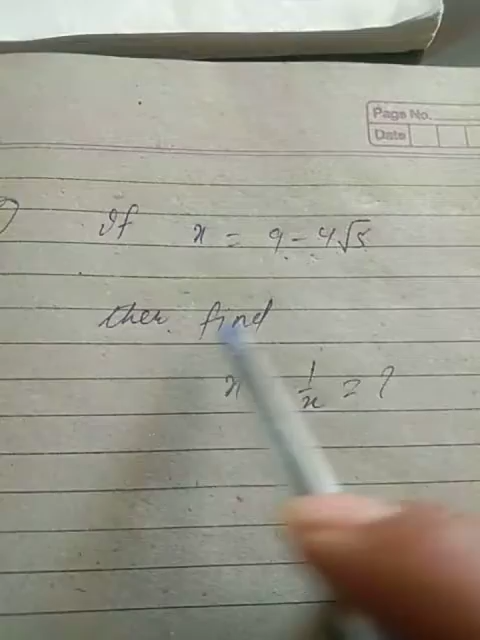 Page No.
Date
If x = 9 - 4√5
then find
x 1/x = ?